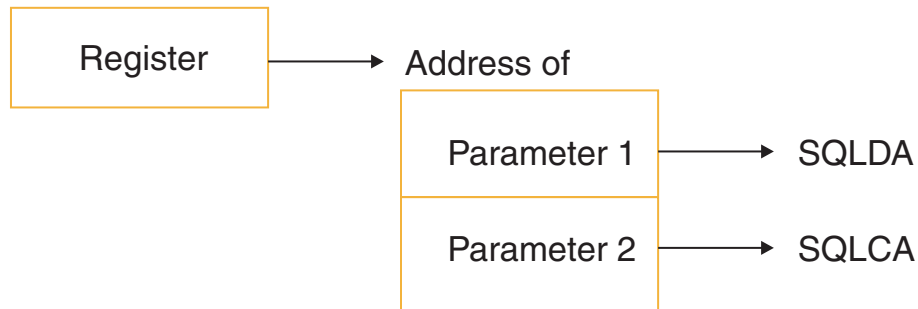 Register
Address of
Parameter 1
SQLDA
Parameter 2
SQLCA